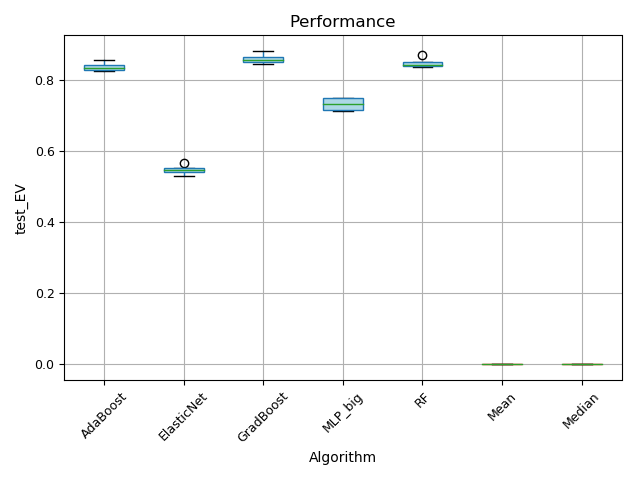 Performance
test_EV
0.8
0.6
0.4
0.2
0.0
AdaBoost
ElasticNet
GradBoost
MLP_big
RF
Mean
Median
Algorithm